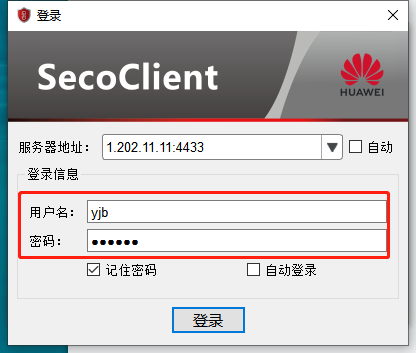 登录
SecoClient
HUAWEI
服务器地址： 1.202.11.11:4433 自动
登录信息
用户名： yjb
密码： ●●●●●●
记住密码 自动登录
登录